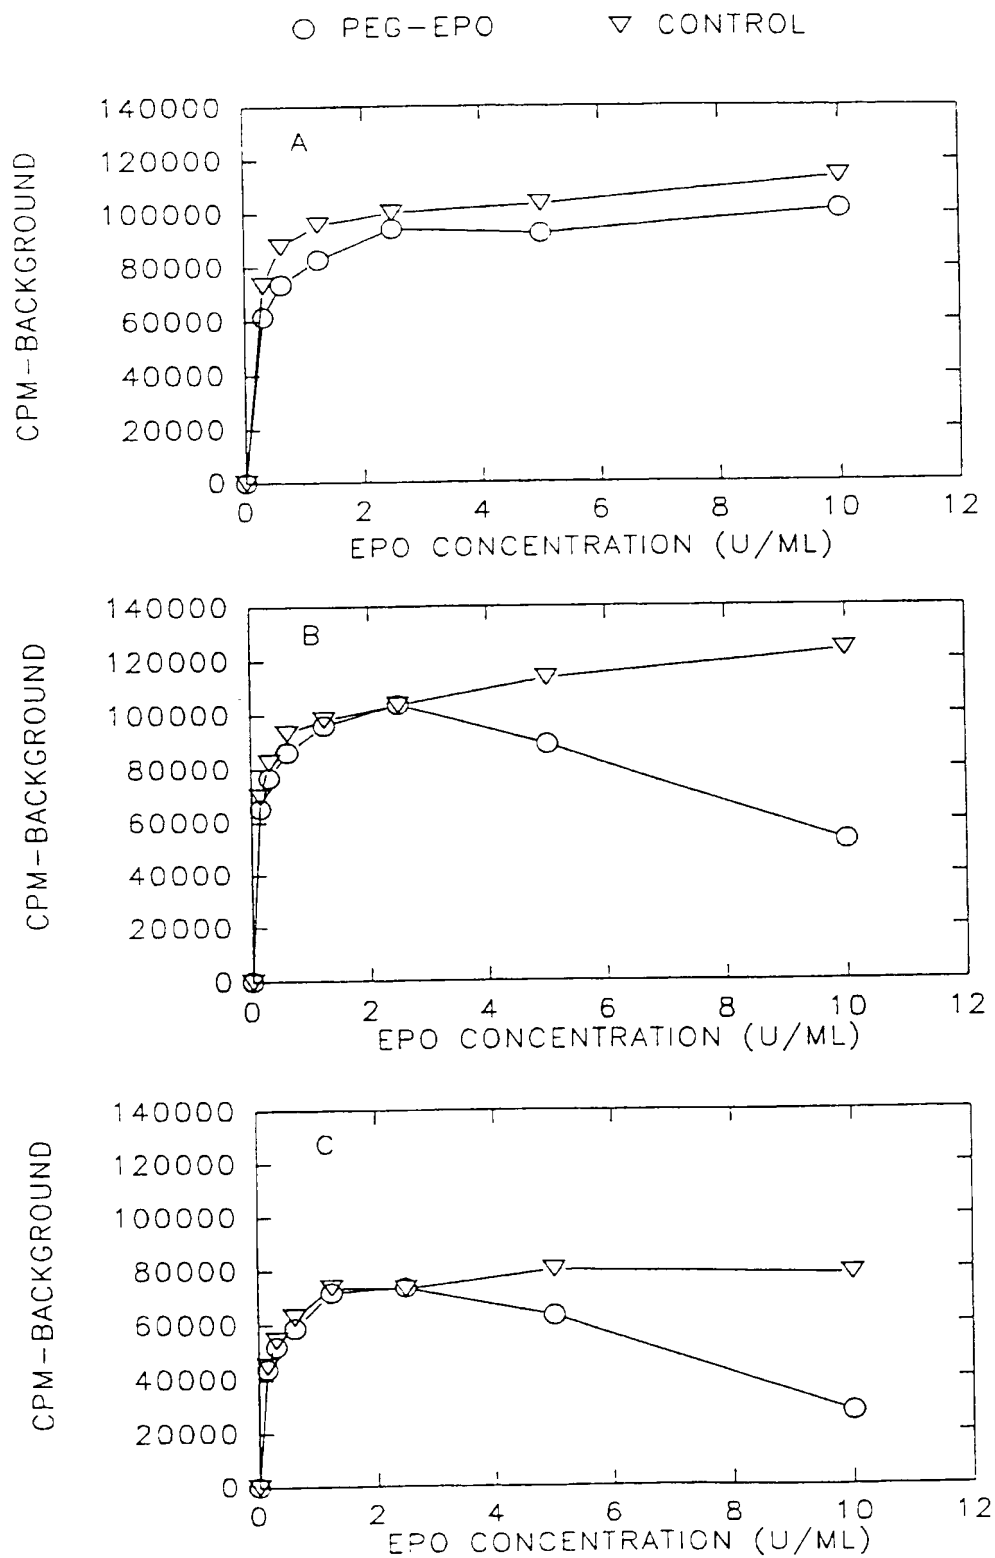 ○ PEG-EPO ▽ CONTROL
A
CPM-BACKGROUND
140000
120000
100000
80000
60000
40000
20000
0
0 2 4 6 8 10 12
EPO CONCENTRATION (U/ML)
B
CPM-BACKGROUND
140000
120000
100000
80000
60000
40000
20000
0
0 2 4 6 8 10 12
EPO CONCENTRATION (U/ML)
C
CPM-BACKGROUND
140000
120000
100000
80000
60000
40000
20000
0
0 2 4 6 8 10 12
EPO CONCENTRATION (U/ML)